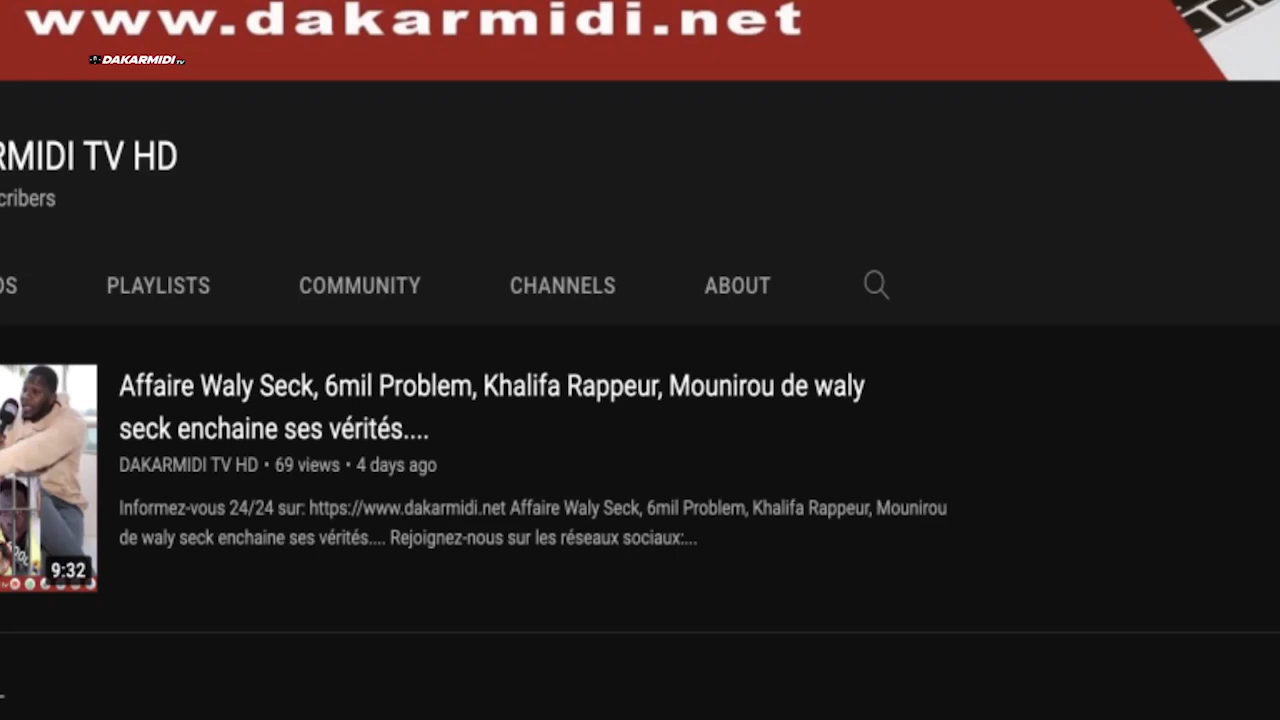 www.dakarmidi.net
DAKARMIDI TV
RMIDI TV HD
cribers
OS PLAYLISTS COMMUNITY CHANNELS ABOUT
Affaire Waly Seck, 6mil Problem, Khalifa Rappeur, Mounirou de waly
seck enchaine ses vérités....
DAKARMIDI TV HD • 69 views • 4 days ago
Informez-vous 24/24 sur: https://www.dakarmidi.net Affaire Waly Seck, 6mil Problem, Khalifa Rappeur, Mounirou
de waly seck enchaine ses vérités.... Rejoignez-nous sur les réseaux sociaux:...
9:32